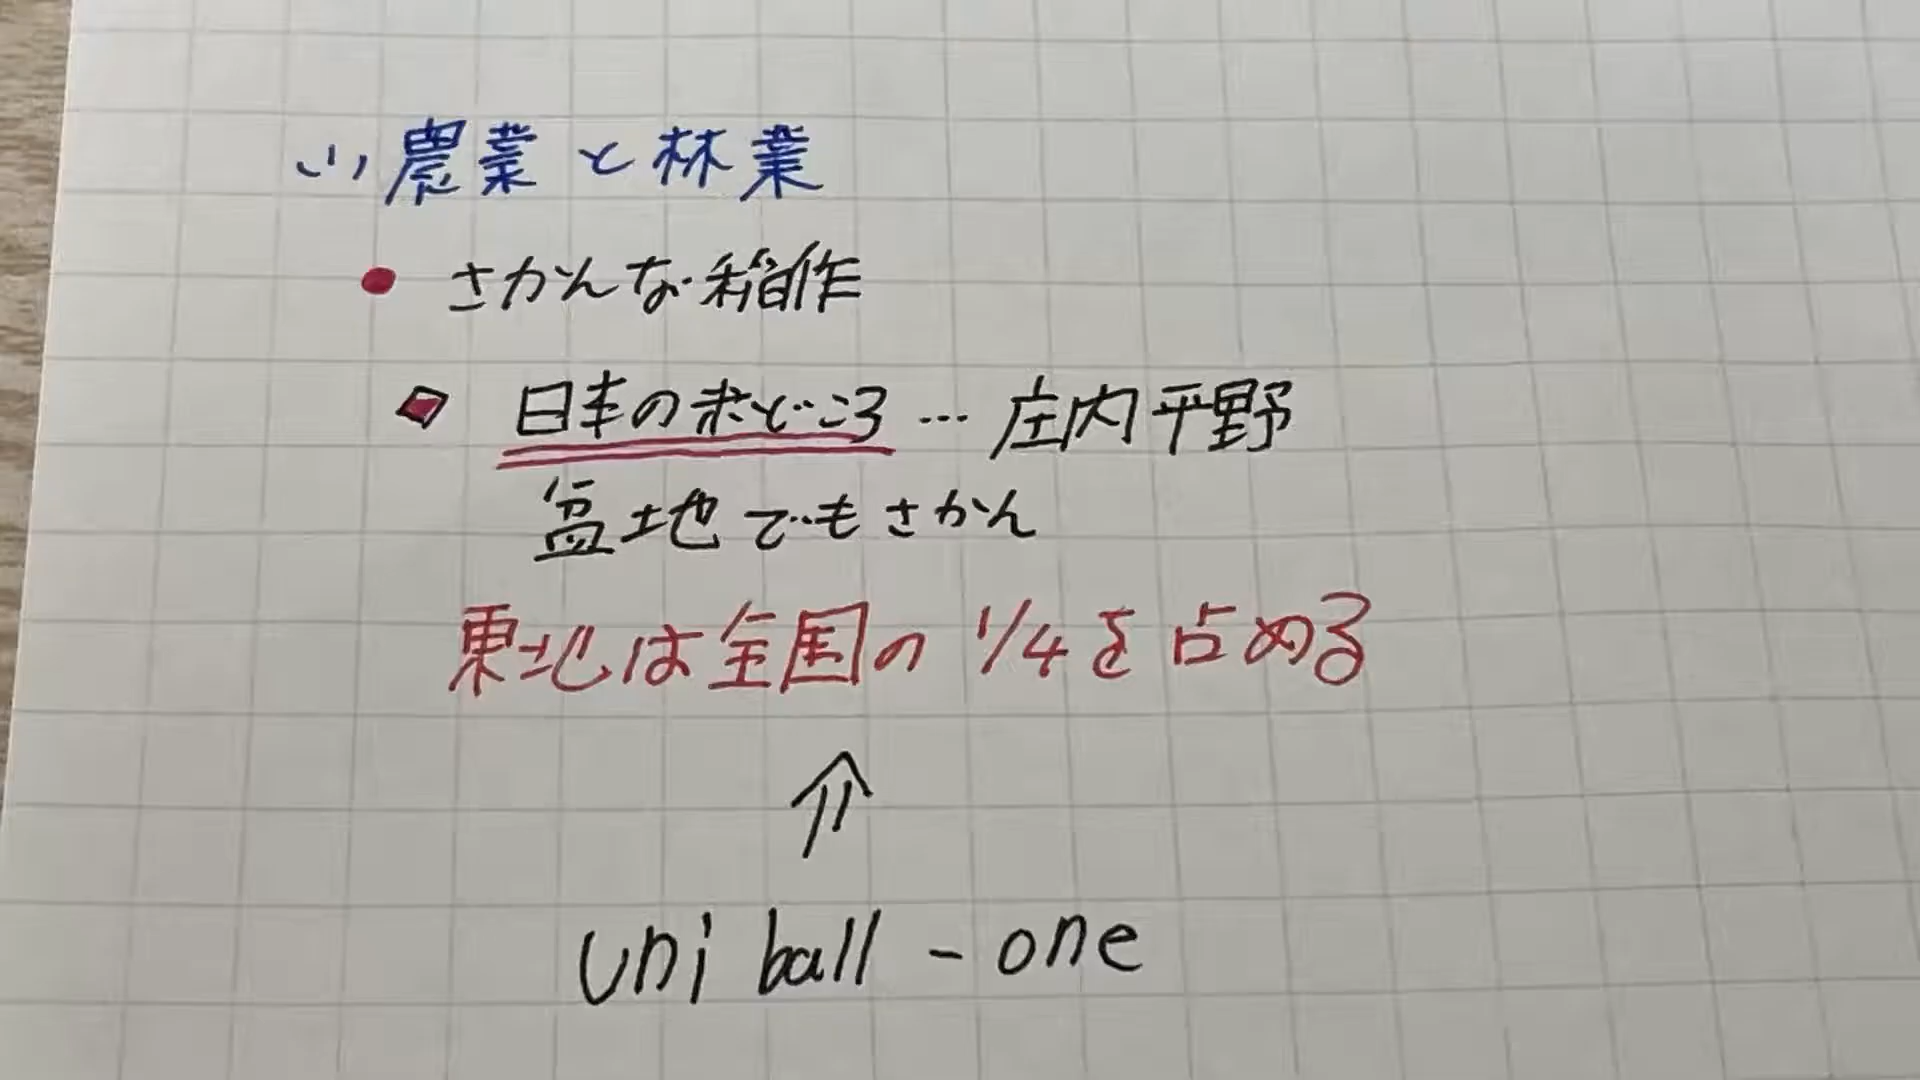 (1) 農業と林業
● さかんな稲作
◆ 日本の米どころ … 庄内平野
盆地でもさかん
東北は全国の 1/4を占める
⇑
uni ball - one